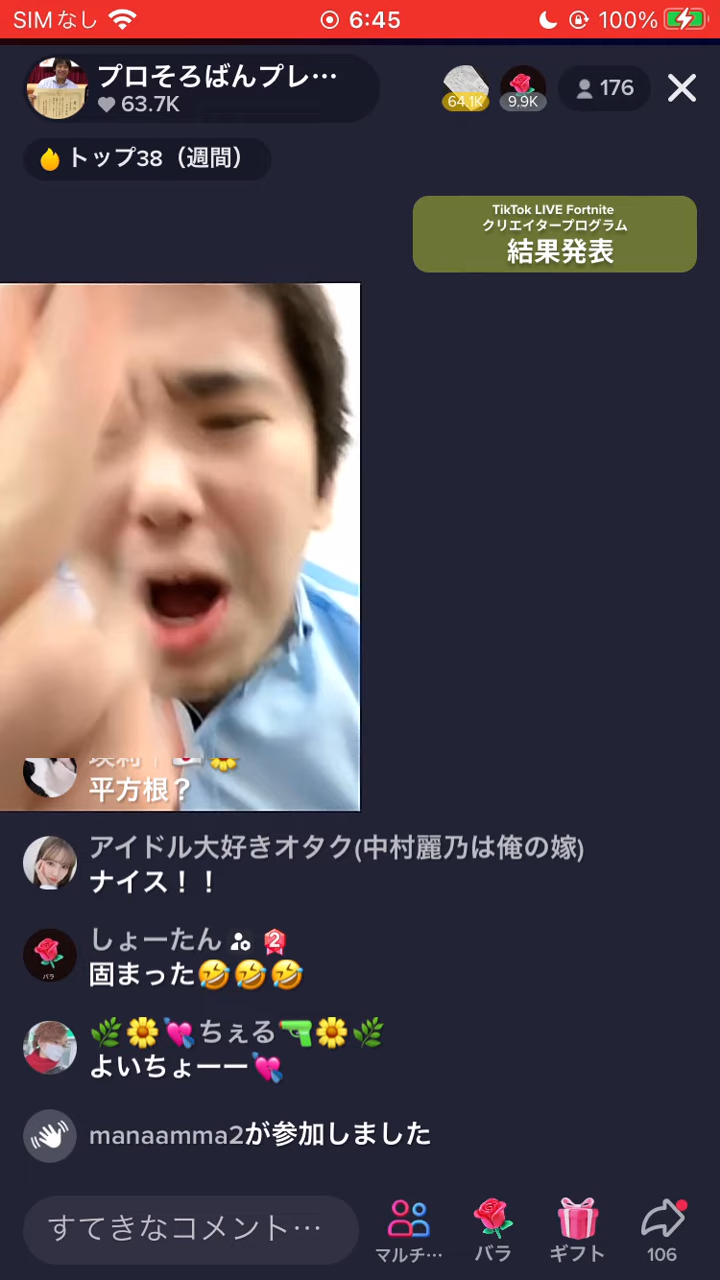 SIMなし
6:45
100%
プロそろばんプレ…
63.7K
64.1K
9.9K
176
トップ38（週間）
TikTok LIVE Fortnite
クリエイタープログラム
結果発表
平方根？
アイドル大好きオタク(中村麗乃は俺の嫁)
ナイス！！
しょーたん 2
固まった🤣🤣🤣
🌿🌼💘ちぇる🔫🌼🌿
よいちょーー💘
manaamma2が参加しました
すてきなコメント…
マルチ…
バラ
ギフト
106